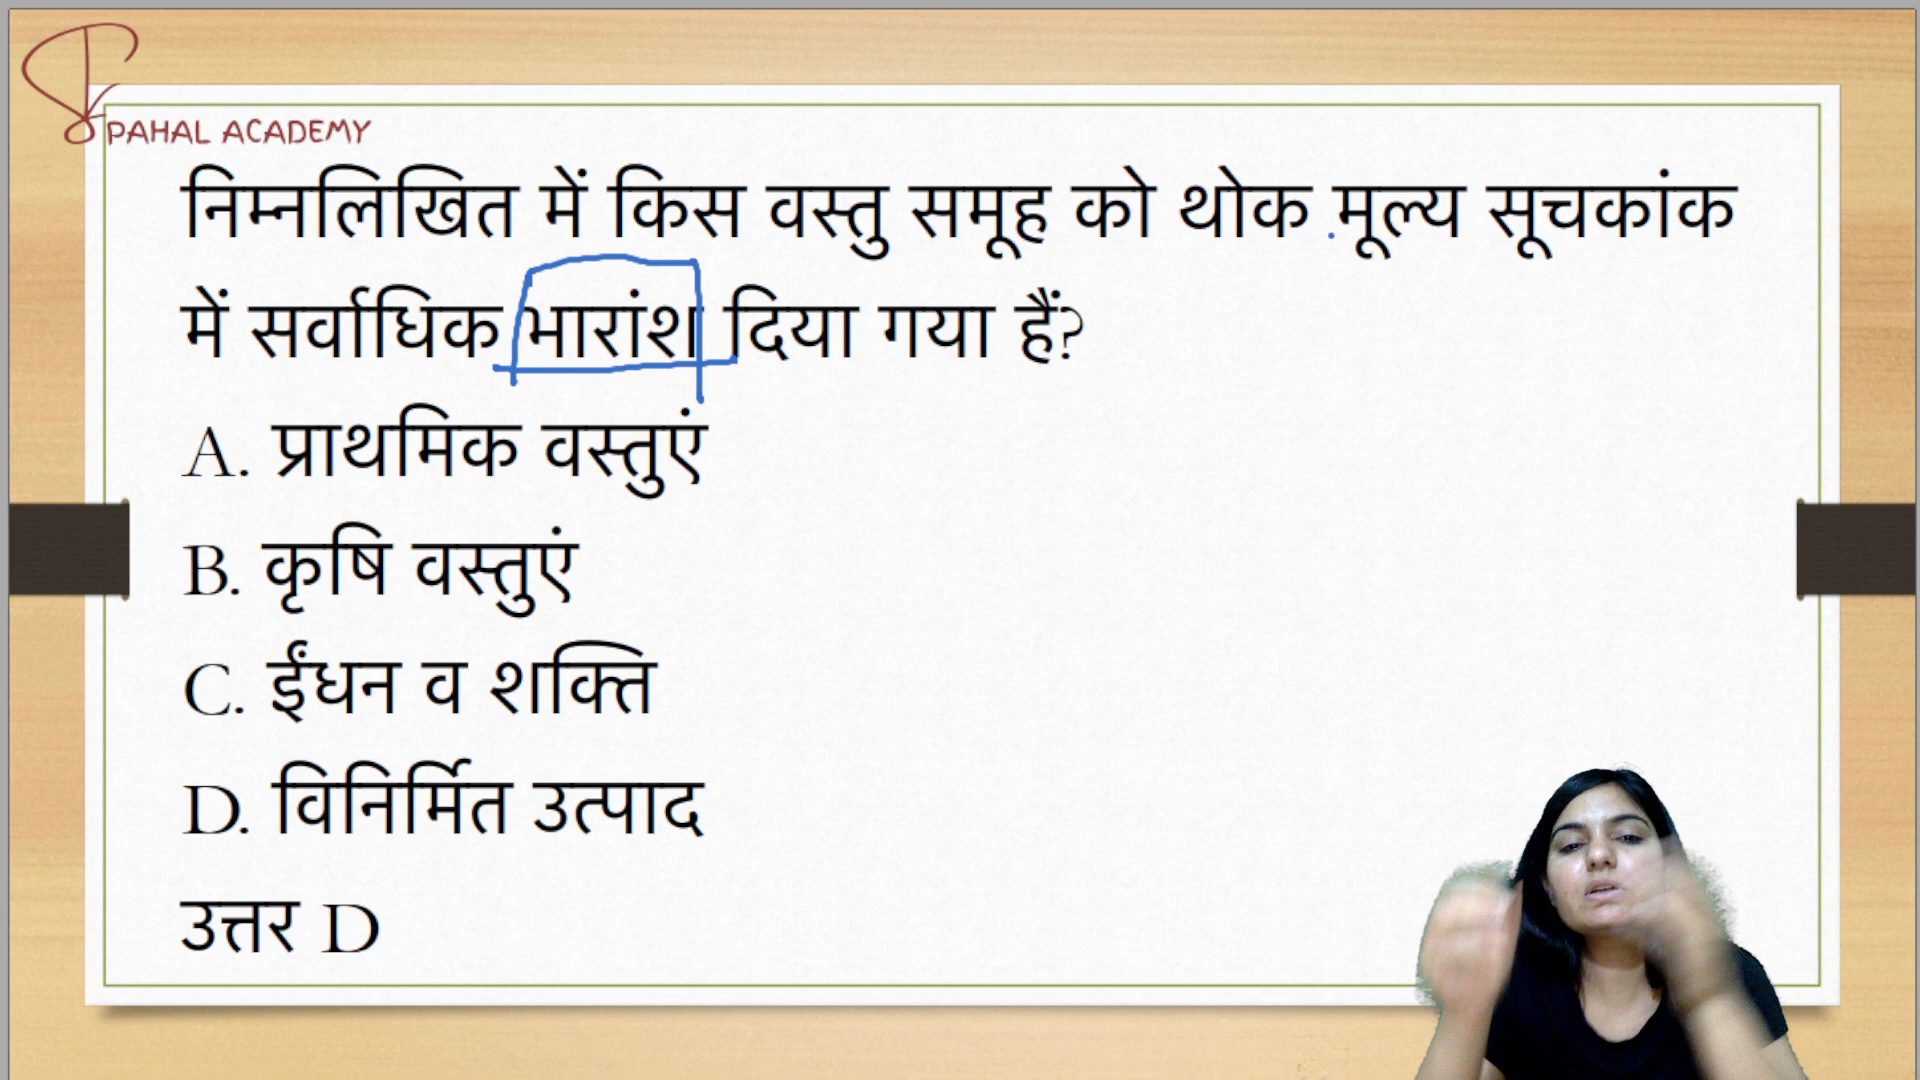 PAHAL ACADEMY
निम्नलिखित में किस वस्तु समूह को थोक मूल्य सूचकांक
में सर्वाधिक भारांश दिया गया हैं?
A. प्राथमिक वस्तुएं
B. कृषि वस्तुएं
C. ईंधन व शक्ति
D. विनिर्मित उत्पाद
उत्तर D